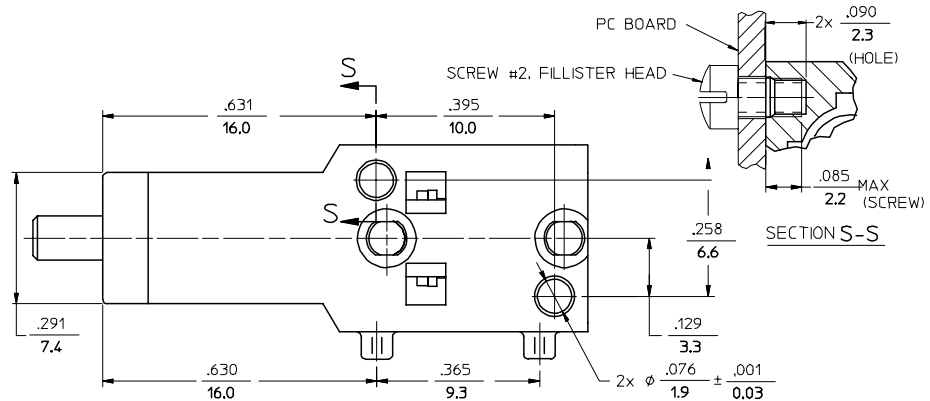 PC BOARD
2x .090
2.3
(HOLE)
SCREW #2, FILLISTER HEAD
S
.631
16.0
.395
10.0
.085
2.2
MAX
(SCREW)
S
SECTION S-S
.258
6.6
.291
7.4
.129
3.3
.630
16.0
.365
9.3
2x ϕ .076 ± .001
1.9 0.03